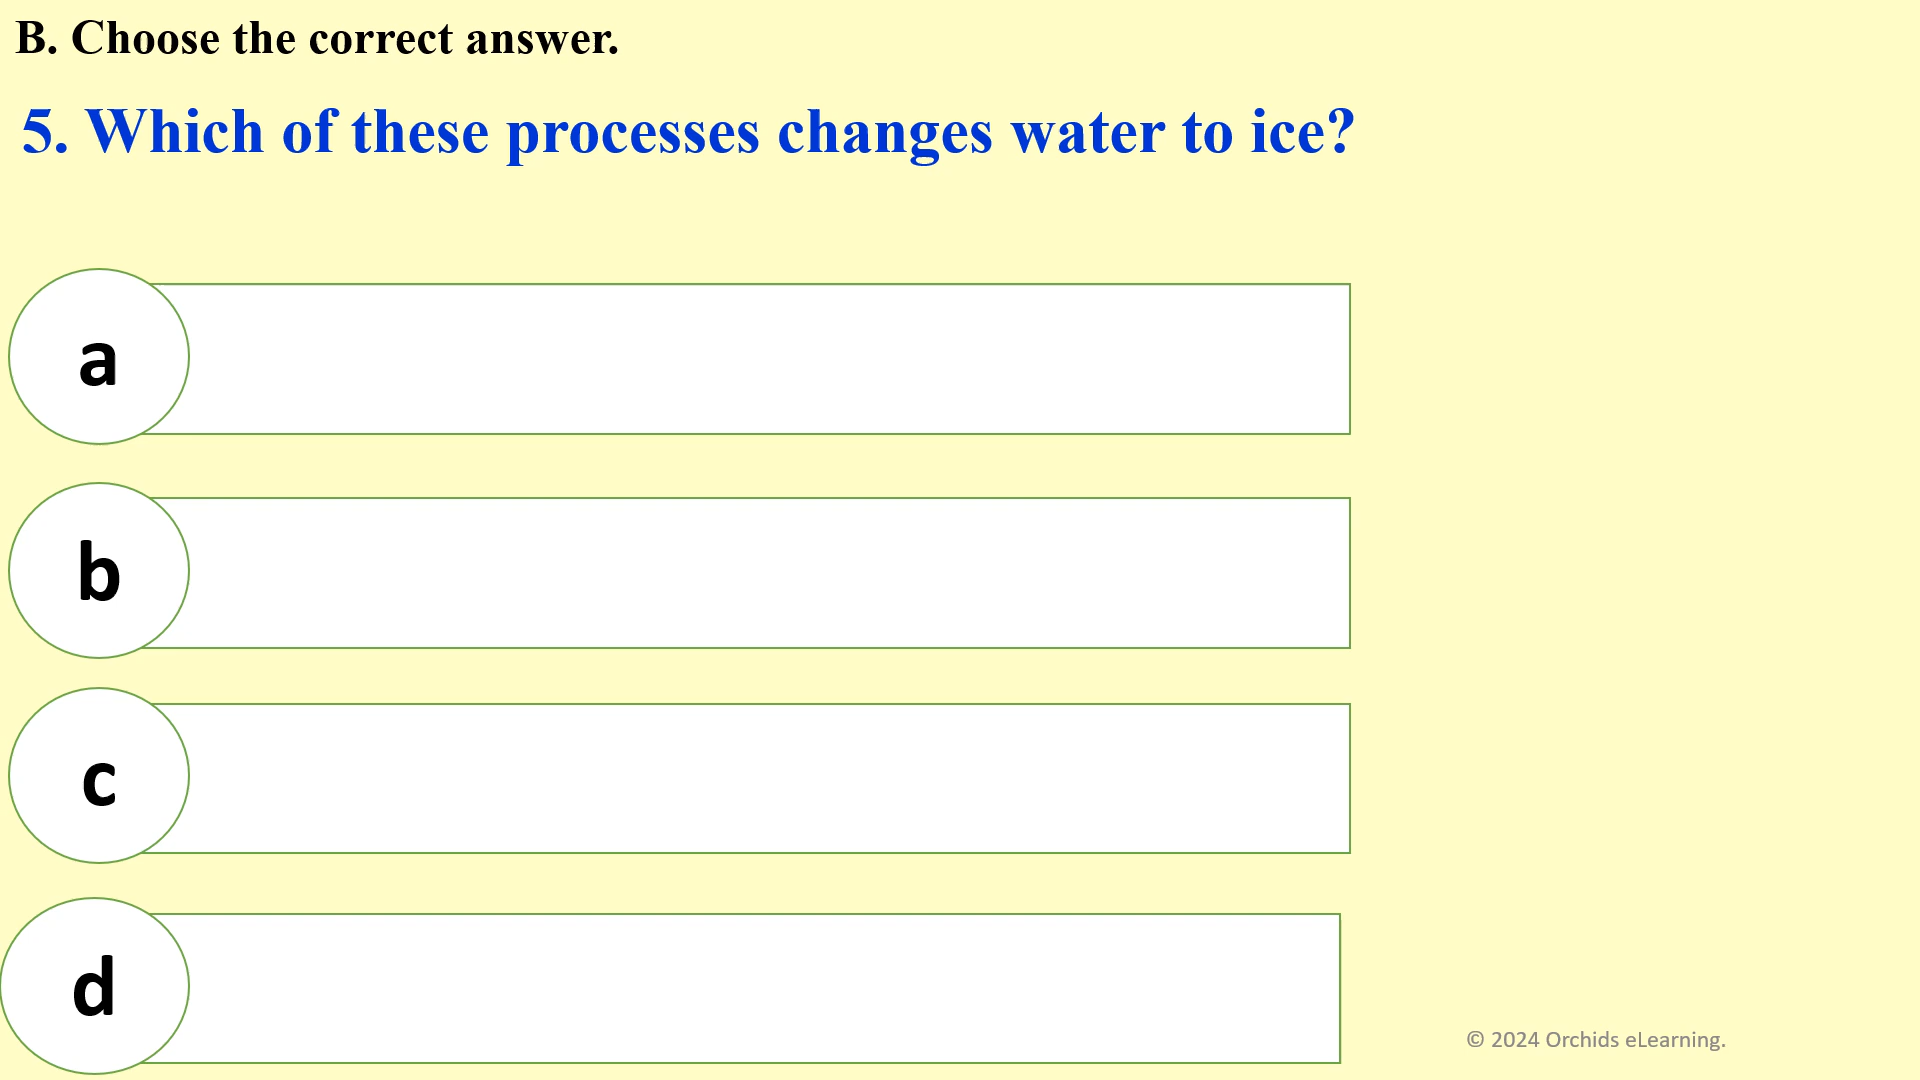 B. Choose the correct answer.
5. Which of these processes changes water to ice?
a
b
c
d
© 2024 Orchids eLearning.